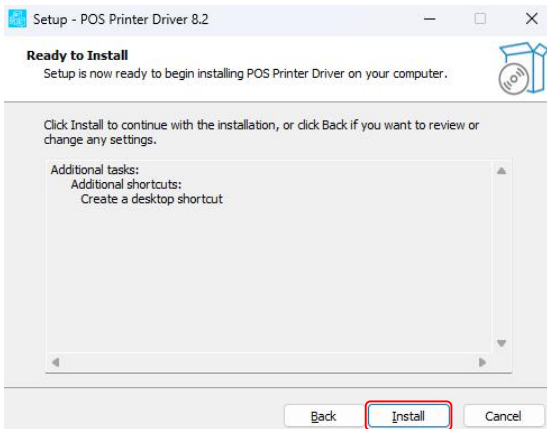 Setup - POS Printer Driver 8.2
Ready to Install
Setup is now ready to begin installing POS Printer Driver on your computer.
Click Install to continue with the installation, or click Back if you want to review or
change any settings.
Additional tasks:
Additional shortcuts:
Create a desktop shortcut
Back
Install
Cancel